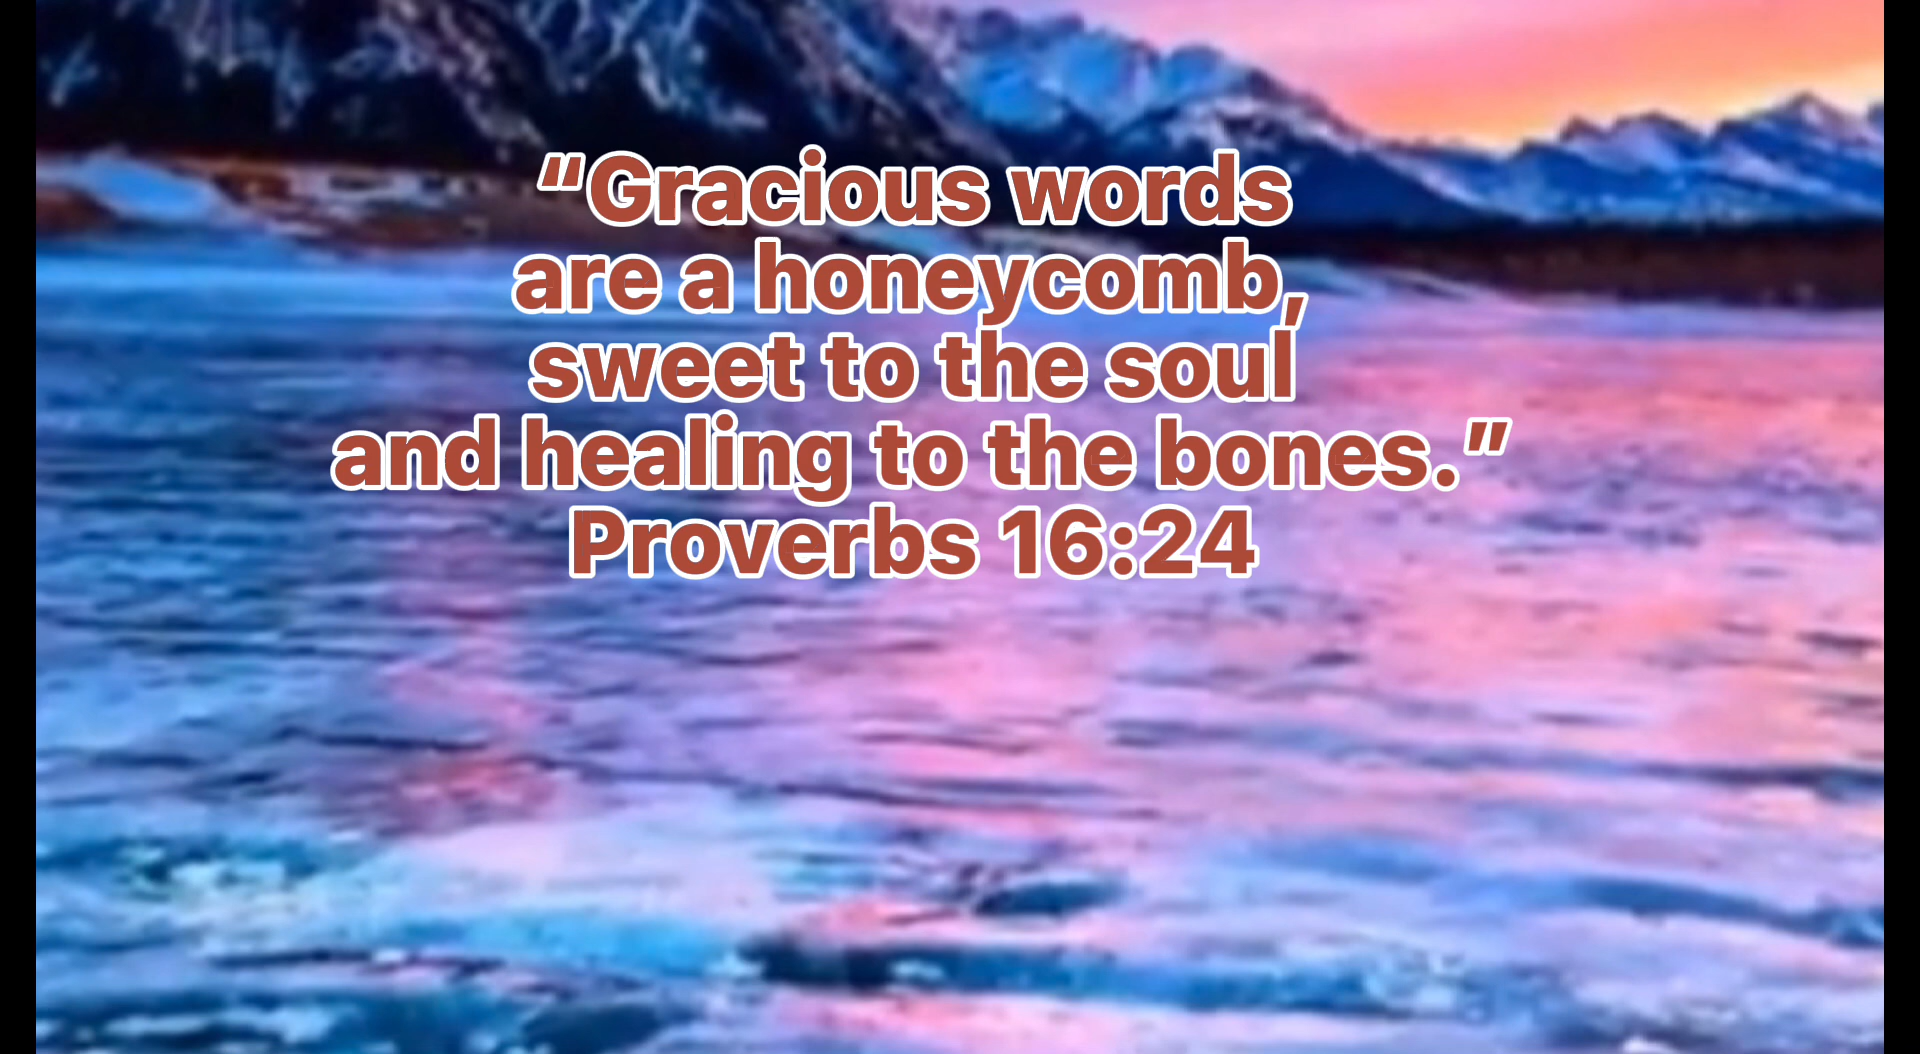 “Gracious words
are a honeycomb,
sweet to the soul
and healing to the bones.”
Proverbs 16:24